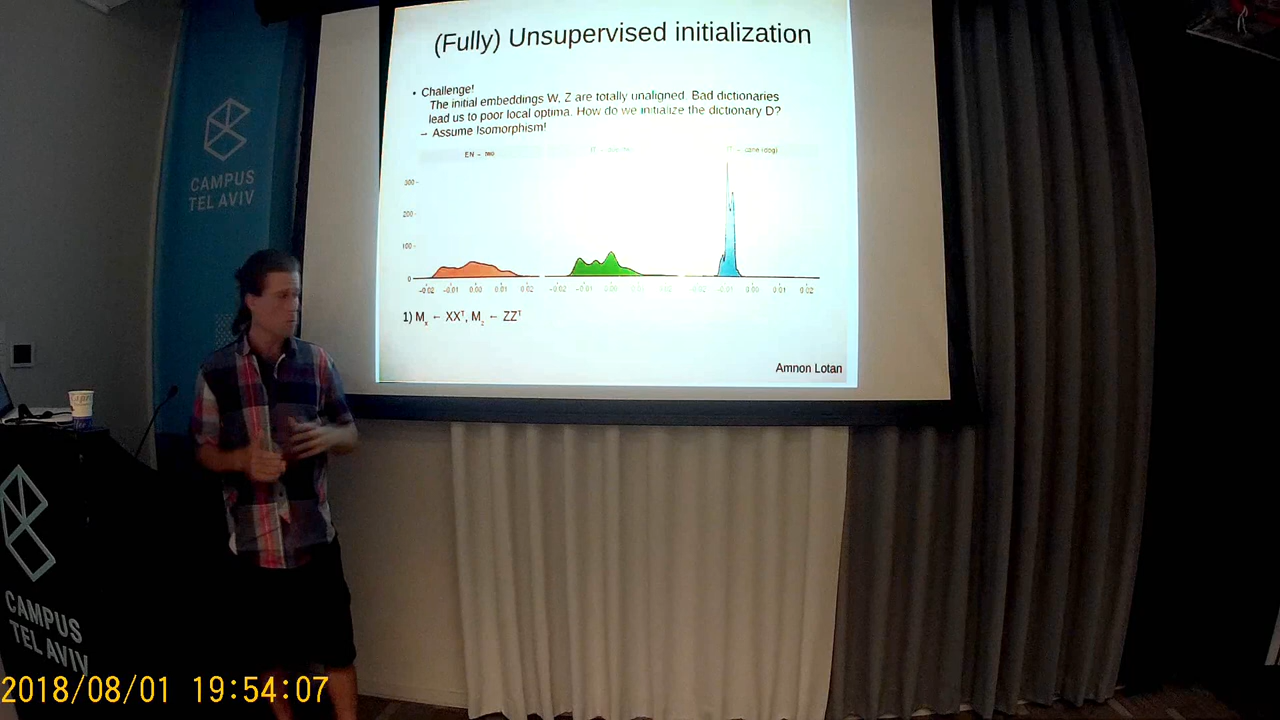 (Fully) Unsupervised initialization
• Challenge!
The initial embeddings W, Z are totally unaligned. Bad dictionaries
lead us to poor local optima. How do we initialize the dictionary D?
→ Assume Isomorphism!
EN – two
IT – cane (dog)
300
200
100
0
-0.02 -0.01 0.00 0.01 0.02 -0.02 -0.01 0.00 0.01 0.02 -0.02 -0.01 0.00 0.01 0.02
1) Mₓ ← XXᵀ, M_z ← ZZᵀ
Amnon Lotan
CAMPUS
TEL AVIV
CAMPUS
TEL AVIV
2018/08/01 19:54:07